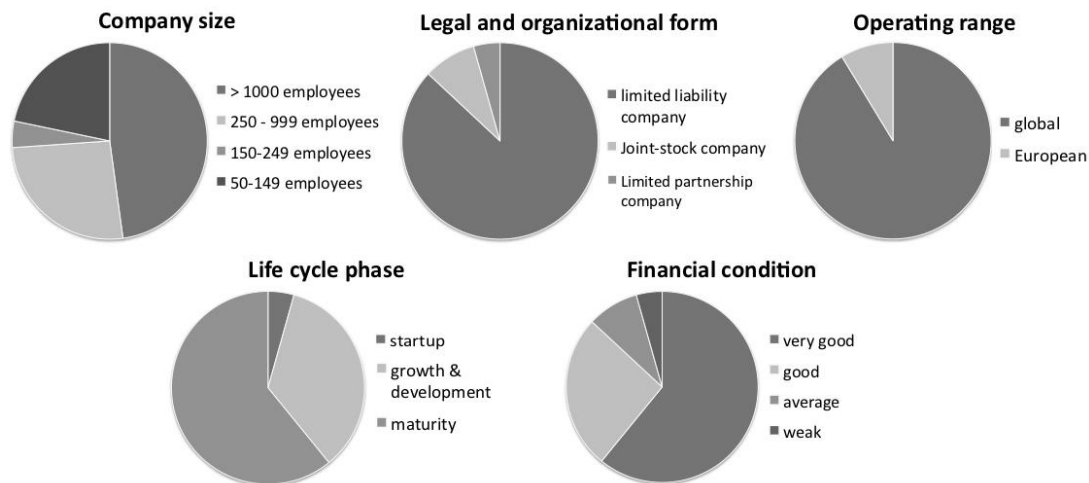 Company size
> 1000 employees
250 - 999 employees
150-249 employees
50-149 employees
Legal and organizational form
limited liability
company
Joint-stock company
Limited partnership
company
Operating range
global
European
Life cycle phase
startup
growth &
development
maturity
Financial condition
very good
good
average
weak